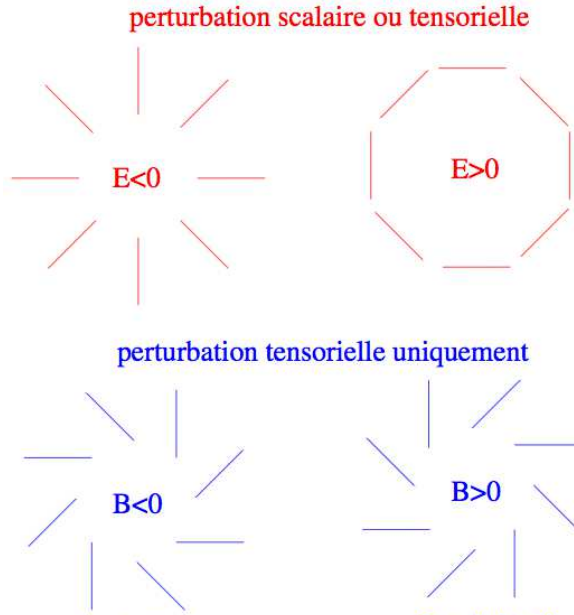 perturbation scalaire ou tensorielle
E<0
E>0
perturbation tensorielle uniquement
B<0
B>0